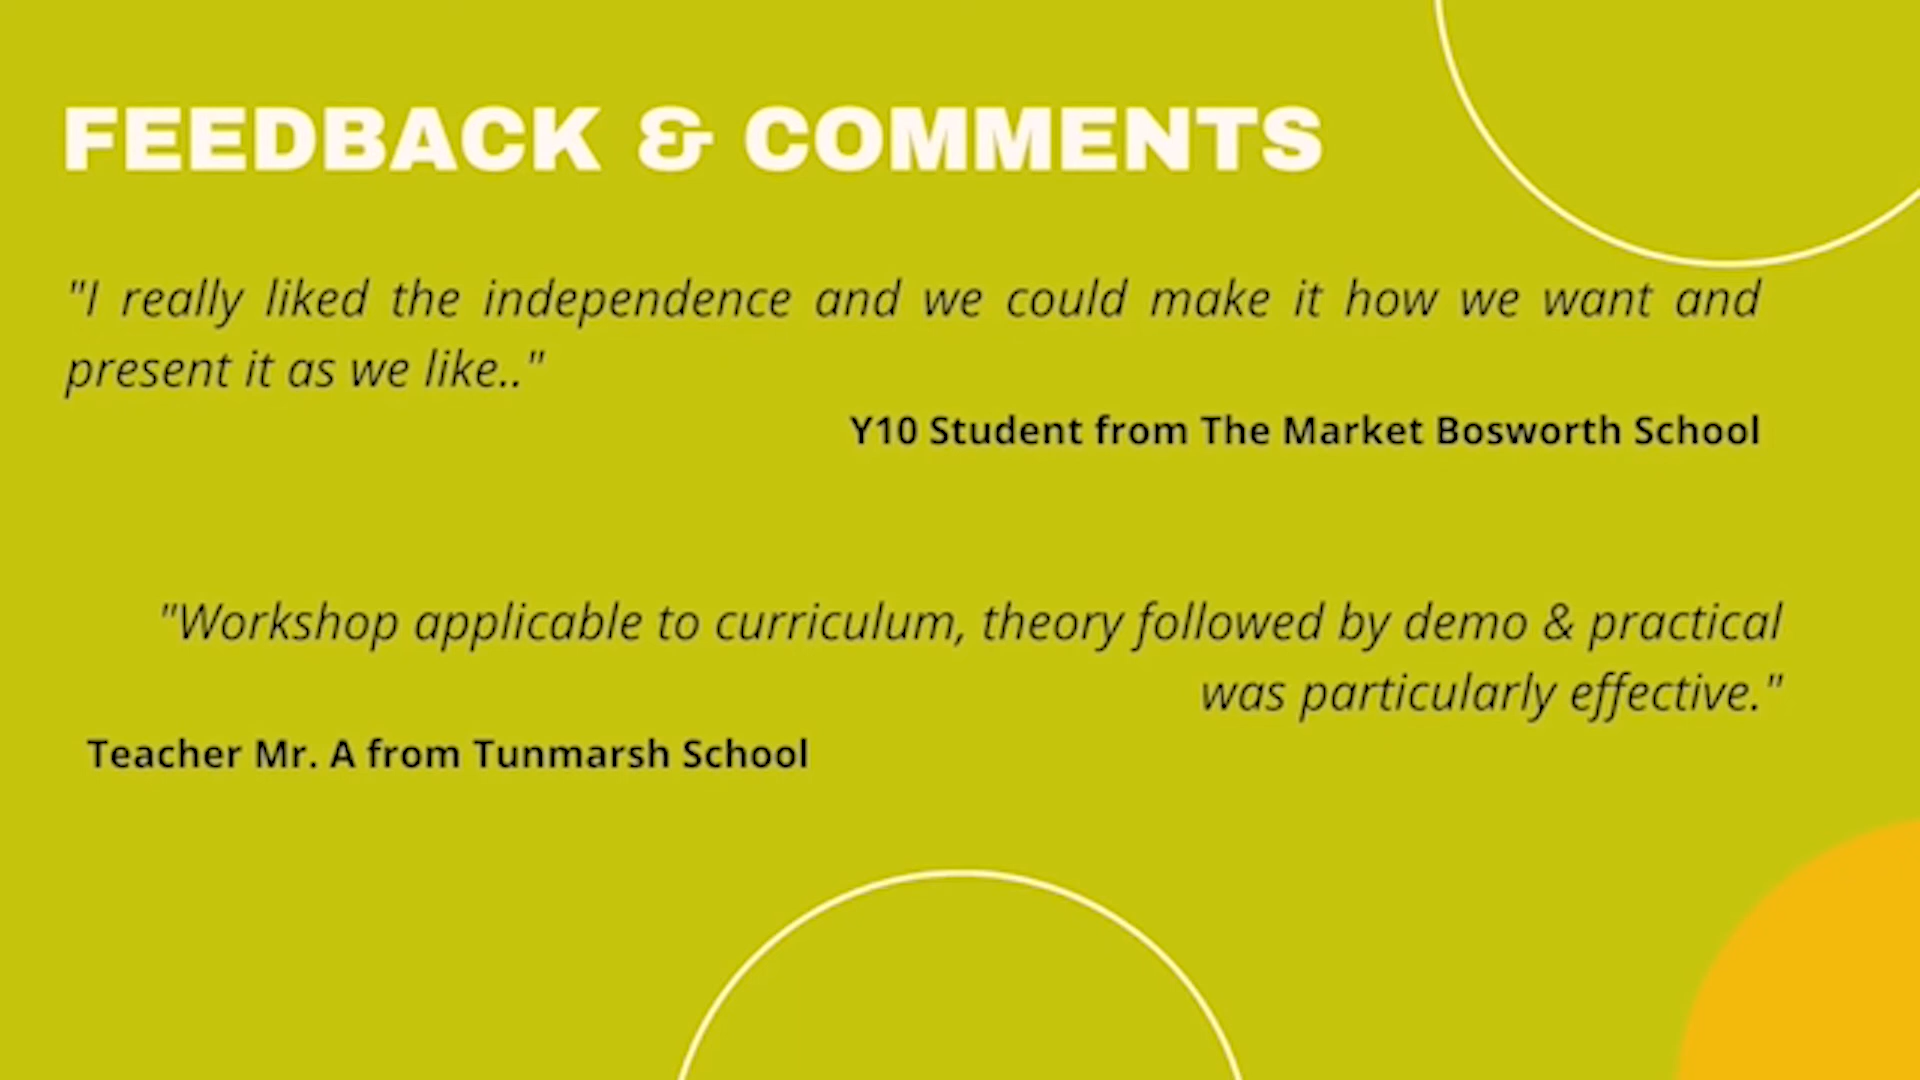 FEEDBACK & COMMENTS
"I really liked the independence and we could make it how we want and
present it as we like.."
Y10 Student from The Market Bosworth School
"Workshop applicable to curriculum, theory followed by demo & practical
was particularly effective."
Teacher Mr. A from Tunmarsh School